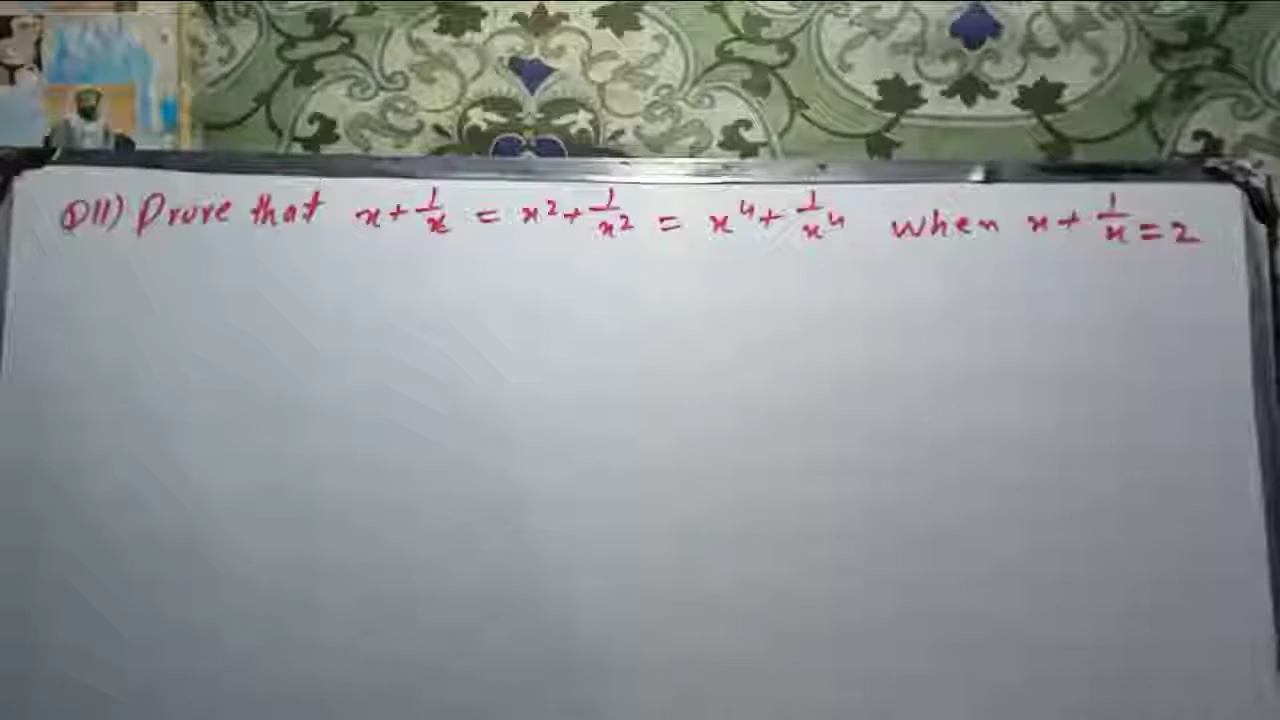 Q11) Prove that x + 1/x = x² + 1/x² = x⁴ + 1/x⁴ when x + 1/x = 2